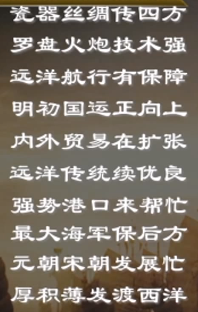 瓷器丝绸传四方
罗盘火炮技术强
远洋航行有保障
明初国运正向上
内外贸易在扩张
远洋传统续优良
强势港口来帮忙
最大海军保后方
元朝宋朝发展忙
厚积薄发渡西洋